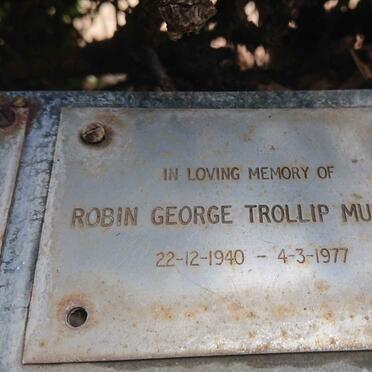 IN LOVING MEMORY OF
ROBIN GEORGE TROLLIP
22-12-1940 - 4-3-1977